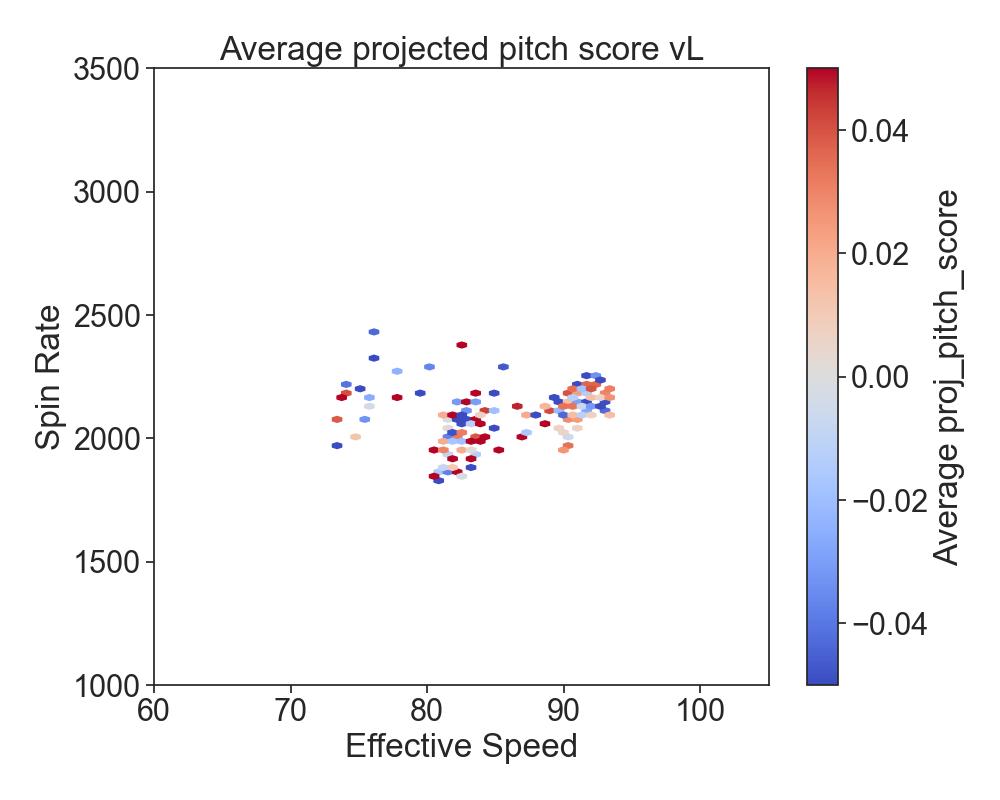 Average projected pitch score vL
3500
3000
2500
2000
1500
1000
Spin Rate
60 70 80 90 100
Effective Speed
0.04
0.02
0.00
−0.02
−0.04
Average proj_pitch_score